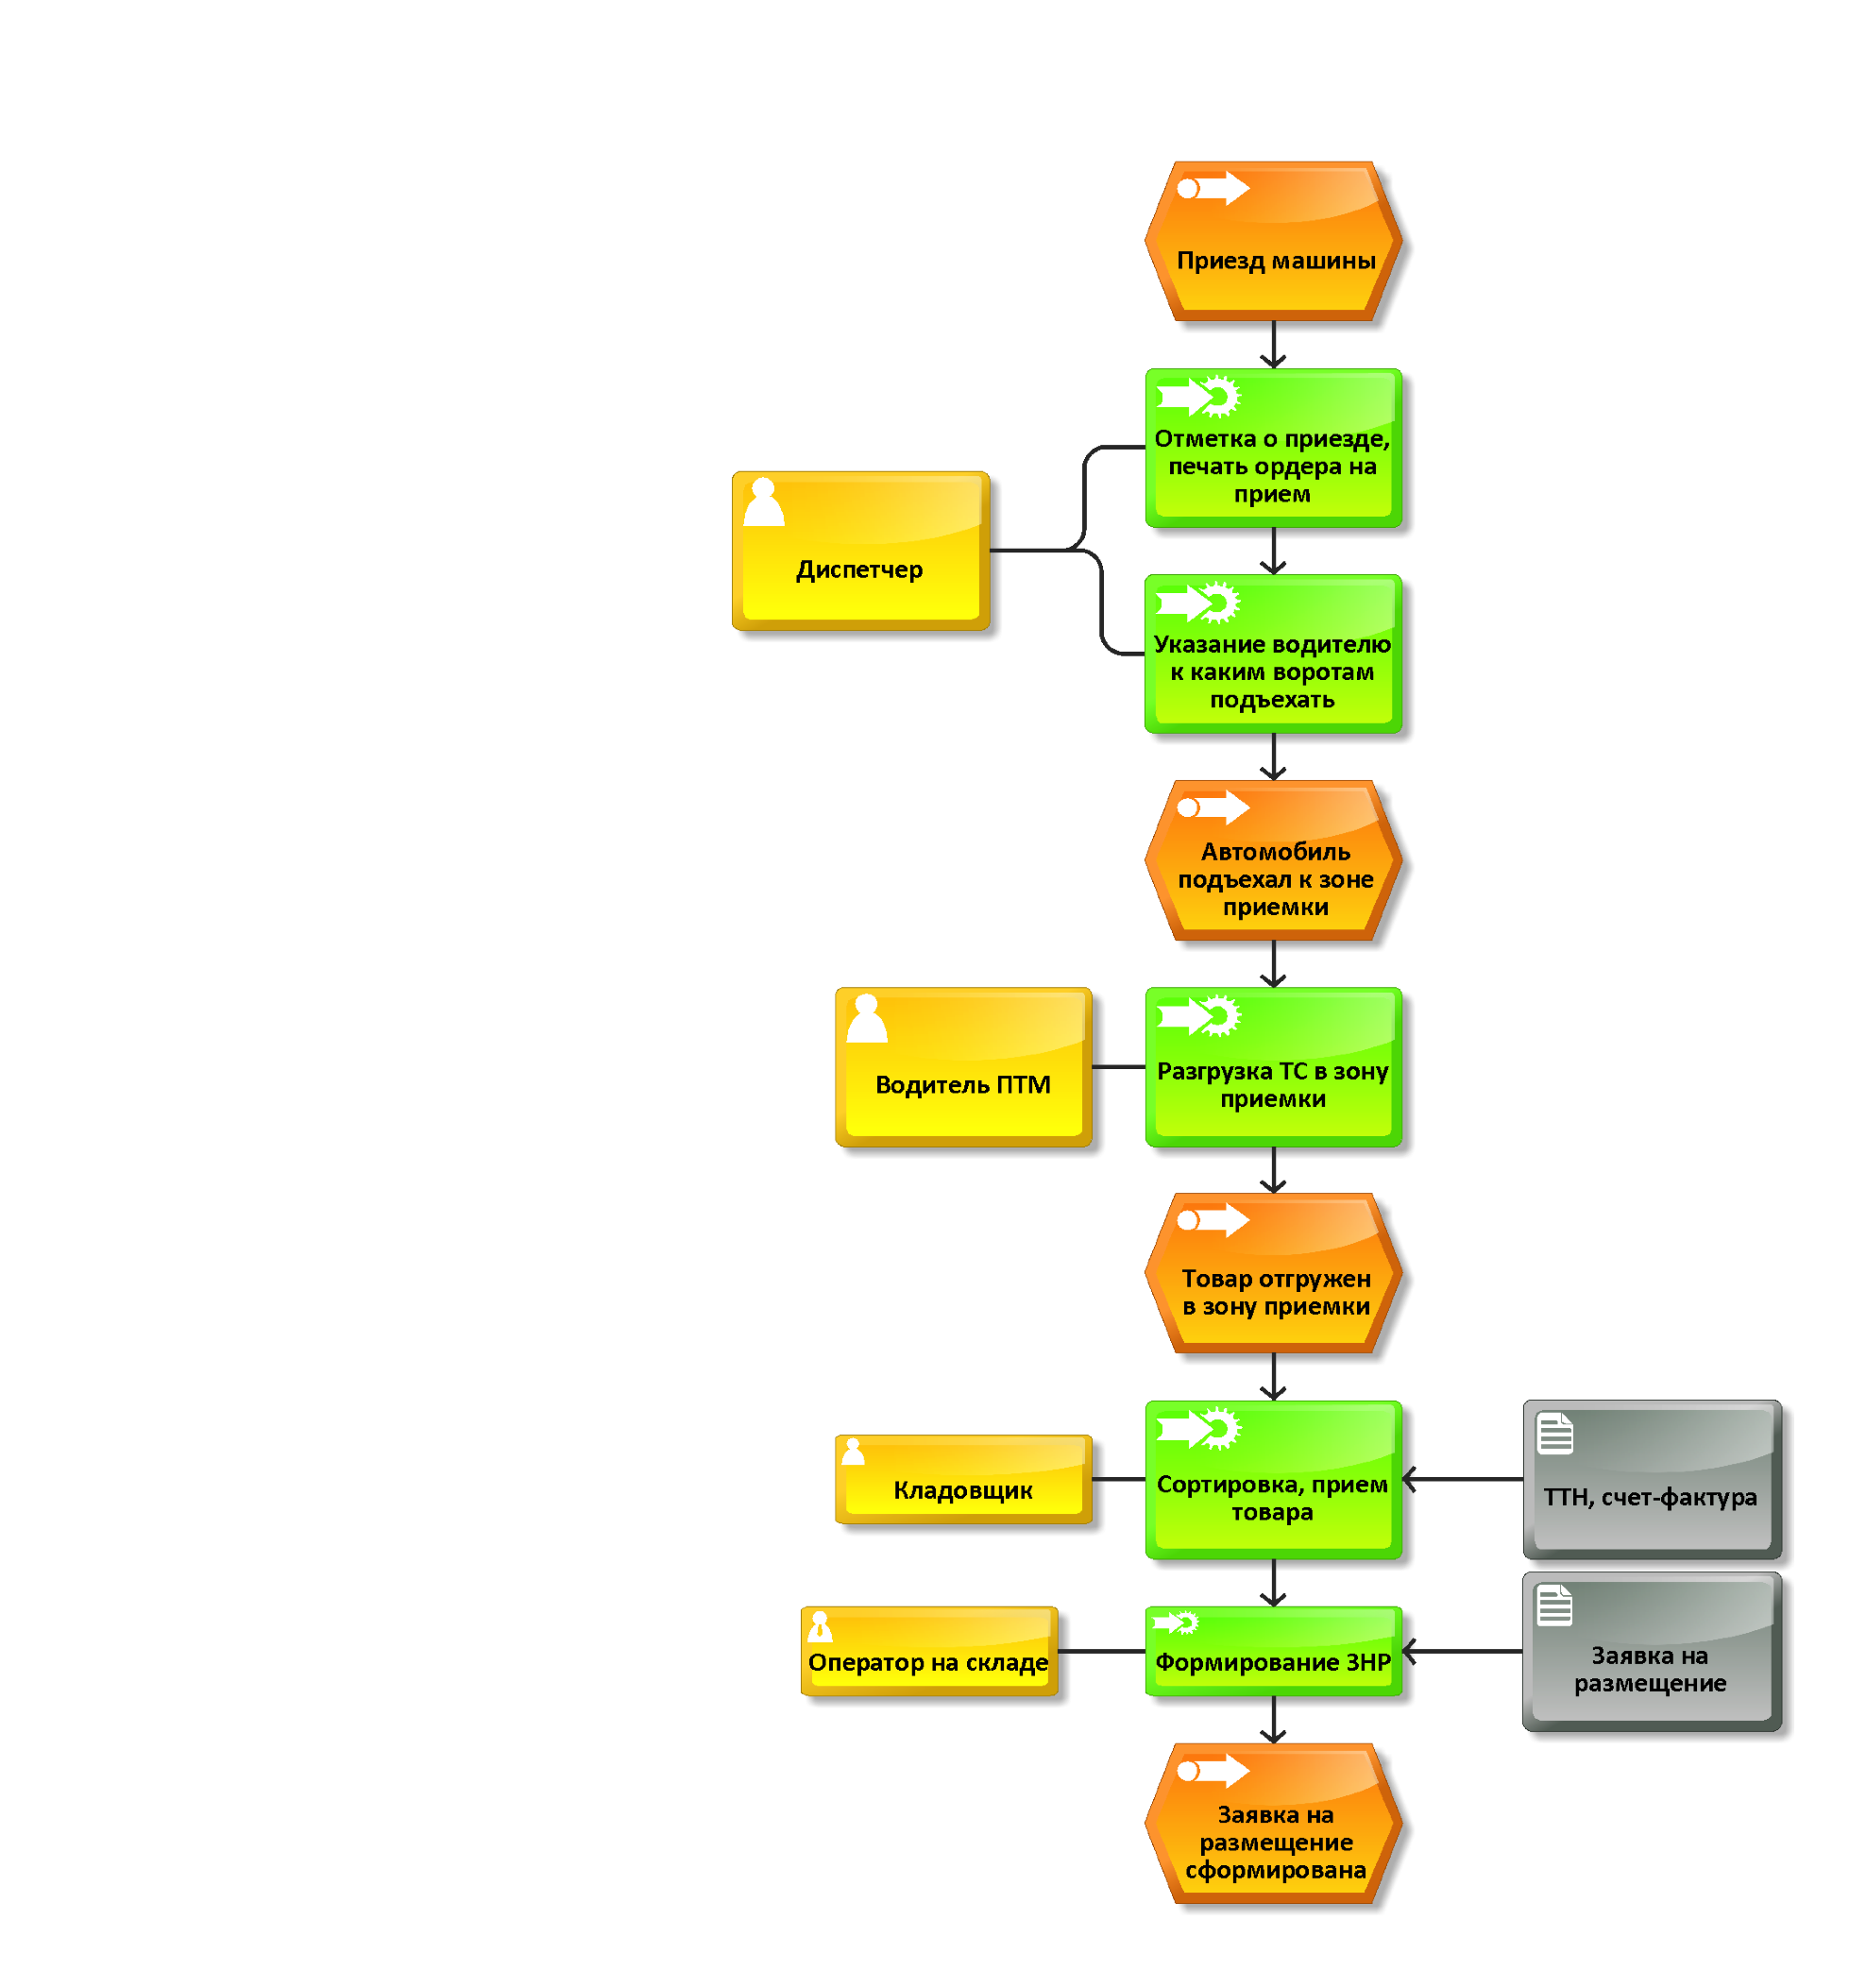 Приезд машины
Отметка о приезде,
печать ордера на
прием
Диспетчер
Указание водителю
к каким воротам
подъехать
Автомобиль
подъехал к зоне
приемки
Водитель ПТМ
Разгрузка ТС в зону
приемки
Товар отгружен
в зону приемки
Кладовщик
Сортировка, прием
товара
ТТН, счет-фактура
Оператор на складе
Формирование ЗНР
Заявка на
размещение
Заявка на
размещение
сформирована